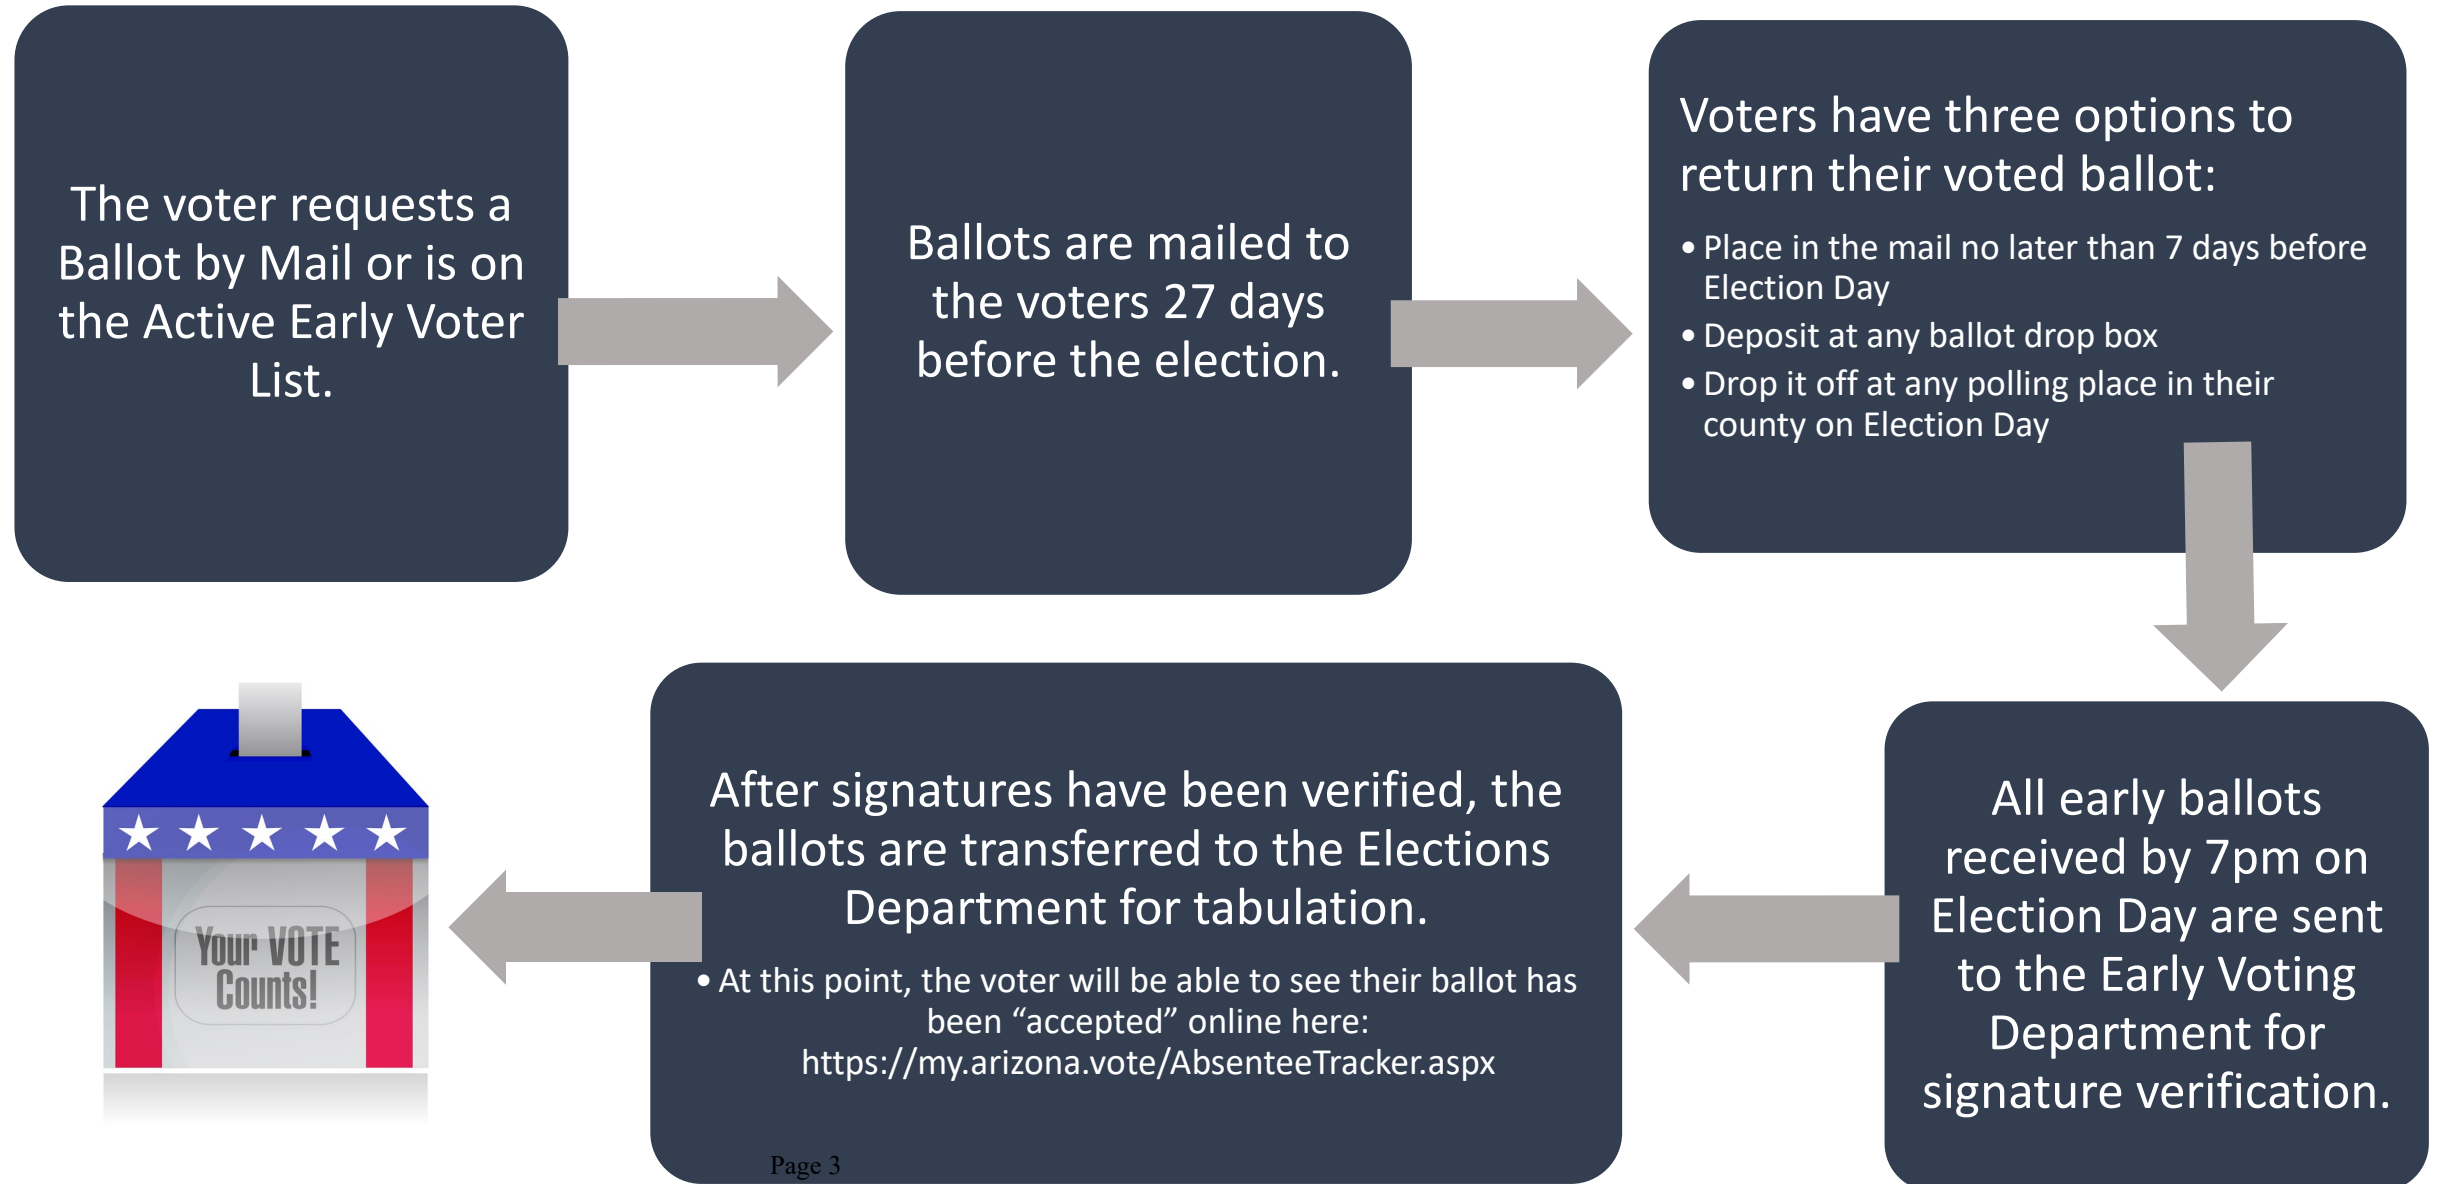 The voter requests a
Ballot by Mail or is on
the Active Early Voter
List.
Ballots are mailed to
the voters 27 days
before the election.
Voters have three options to
return their voted ballot:
• Place in the mail no later than 7 days before
Election Day
• Deposit at any ballot drop box
• Drop it off at any polling place in their
county on Election Day
All early ballots
received by 7pm on
Election Day are sent
to the Early Voting
Department for
signature verification.
After signatures have been verified, the
ballots are transferred to the Elections
Department for tabulation.
• At this point, the voter will be able to see their ballot has
been “accepted” online here:
https://my.arizona.vote/AbsenteeTracker.aspx
Your VOTE
Counts!
Page 3